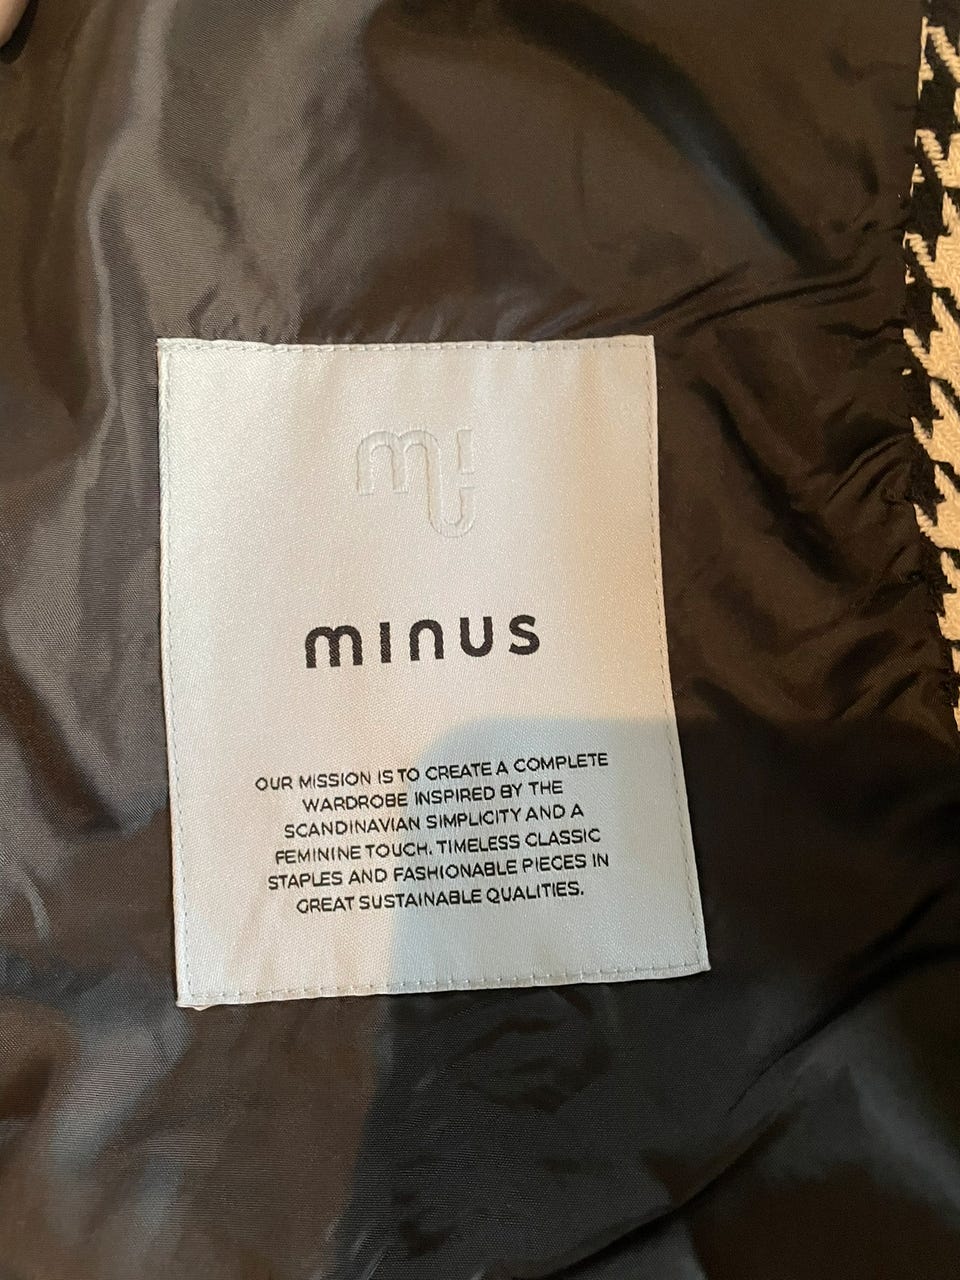 minus
OUR MISSION IS TO CREATE A COMPLETE
WARDROBE INSPIRED BY THE
SCANDINAVIAN SIMPLICITY AND A
FEMININE TOUCH. TIMELESS CLASSIC
STAPLES AND FASHIONABLE PIECES IN
GREAT SUSTAINABLE QUALITIES.